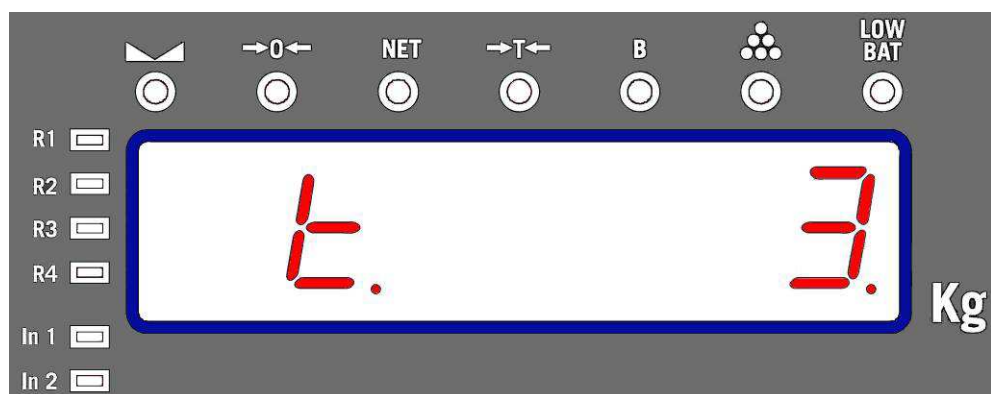 →0← NET →T← B LOW BAT
R1
R2
R3
R4
t. 3.
Kg
In 1
In 2